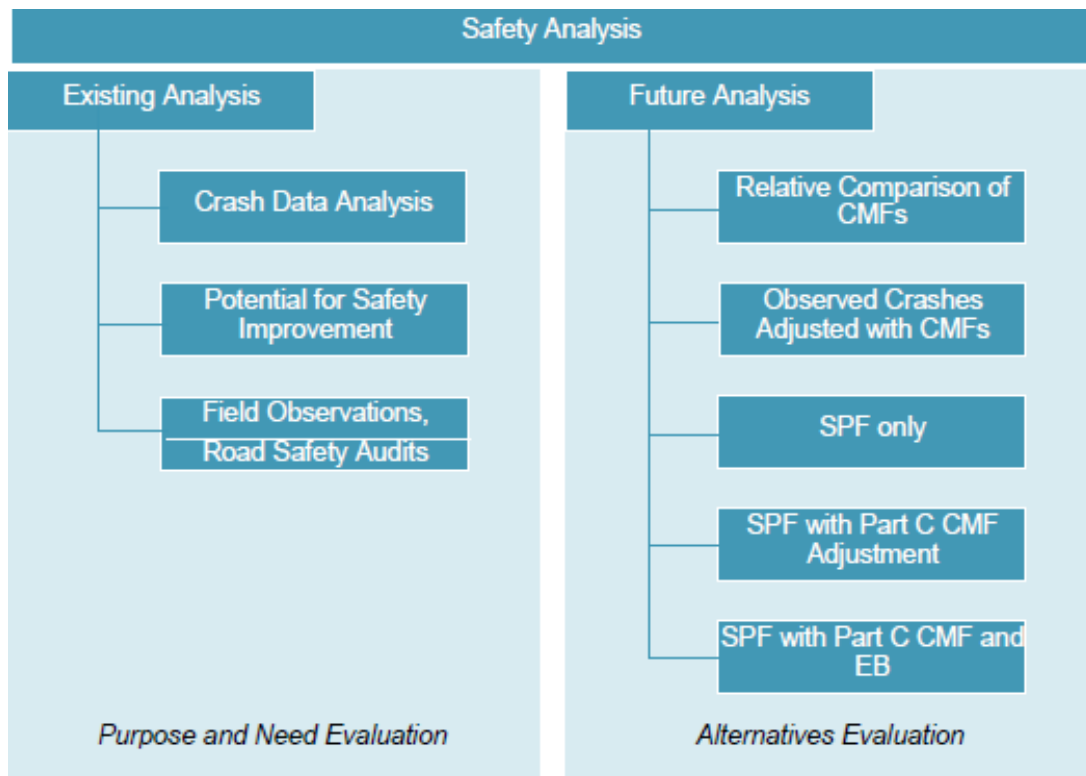 Safety Analysis
Existing Analysis
Crash Data Analysis
Potential for Safety
Improvement
Field Observations,
Road Safety Audits
Purpose and Need Evaluation
Future Analysis
Relative Comparison of
CMFs
Observed Crashes
Adjusted with CMFs
SPF only
SPF with Part C CMF
Adjustment
SPF with Part C CMF and
EB
Alternatives Evaluation